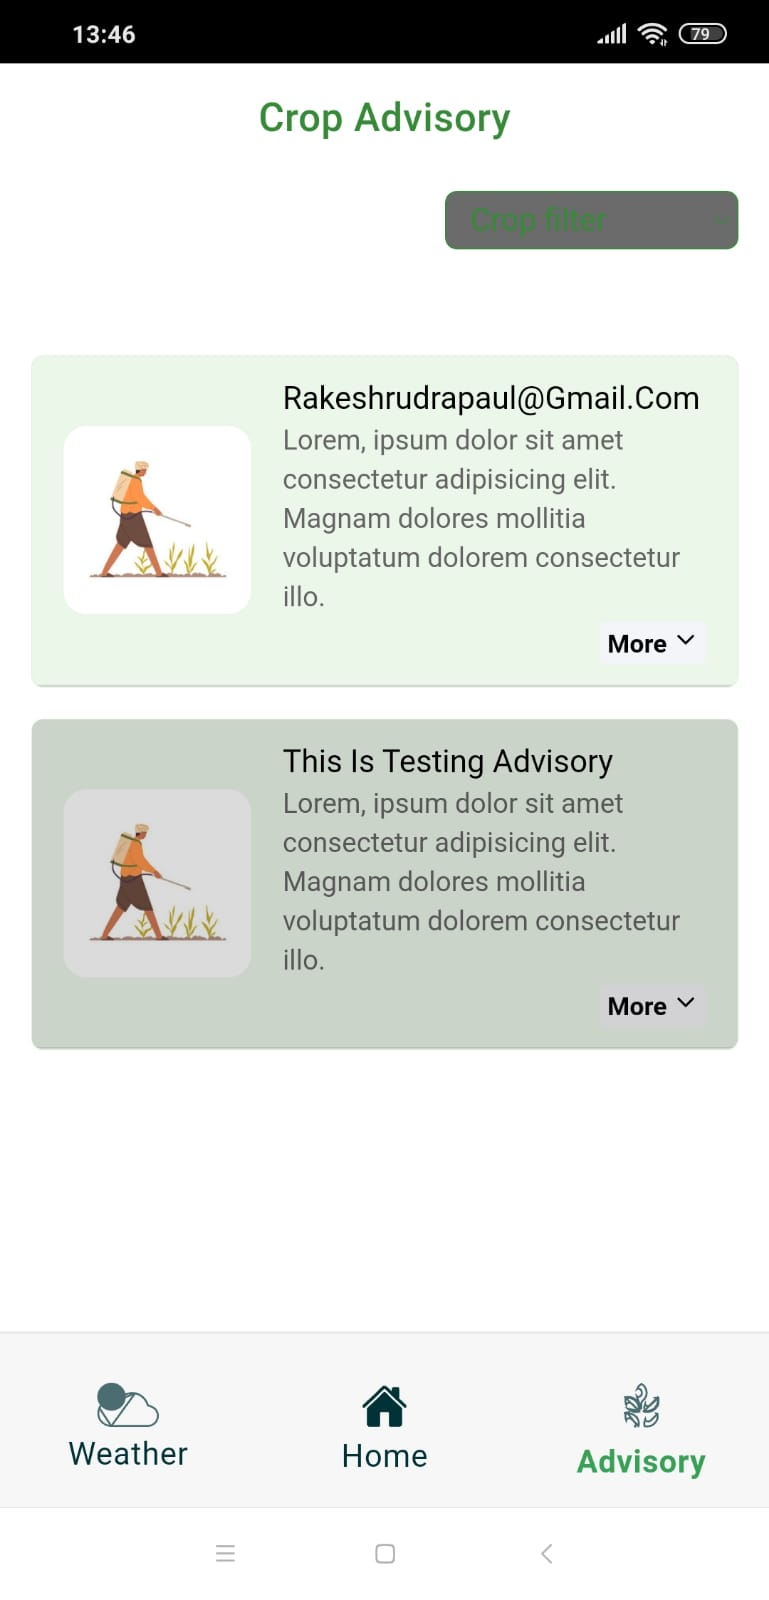 13:46
79
Crop Advisory
Crop filter
Rakeshrudrapaul@Gmail.Com
Lorem, ipsum dolor sit amet
consectetur adipisicing elit.
Magnam dolores mollitia
voluptatum dolorem consectetur
illo.
More
This Is Testing Advisory
Lorem, ipsum dolor sit amet
consectetur adipisicing elit.
Magnam dolores mollitia
voluptatum dolorem consectetur
illo.
More
Weather
Home
Advisory